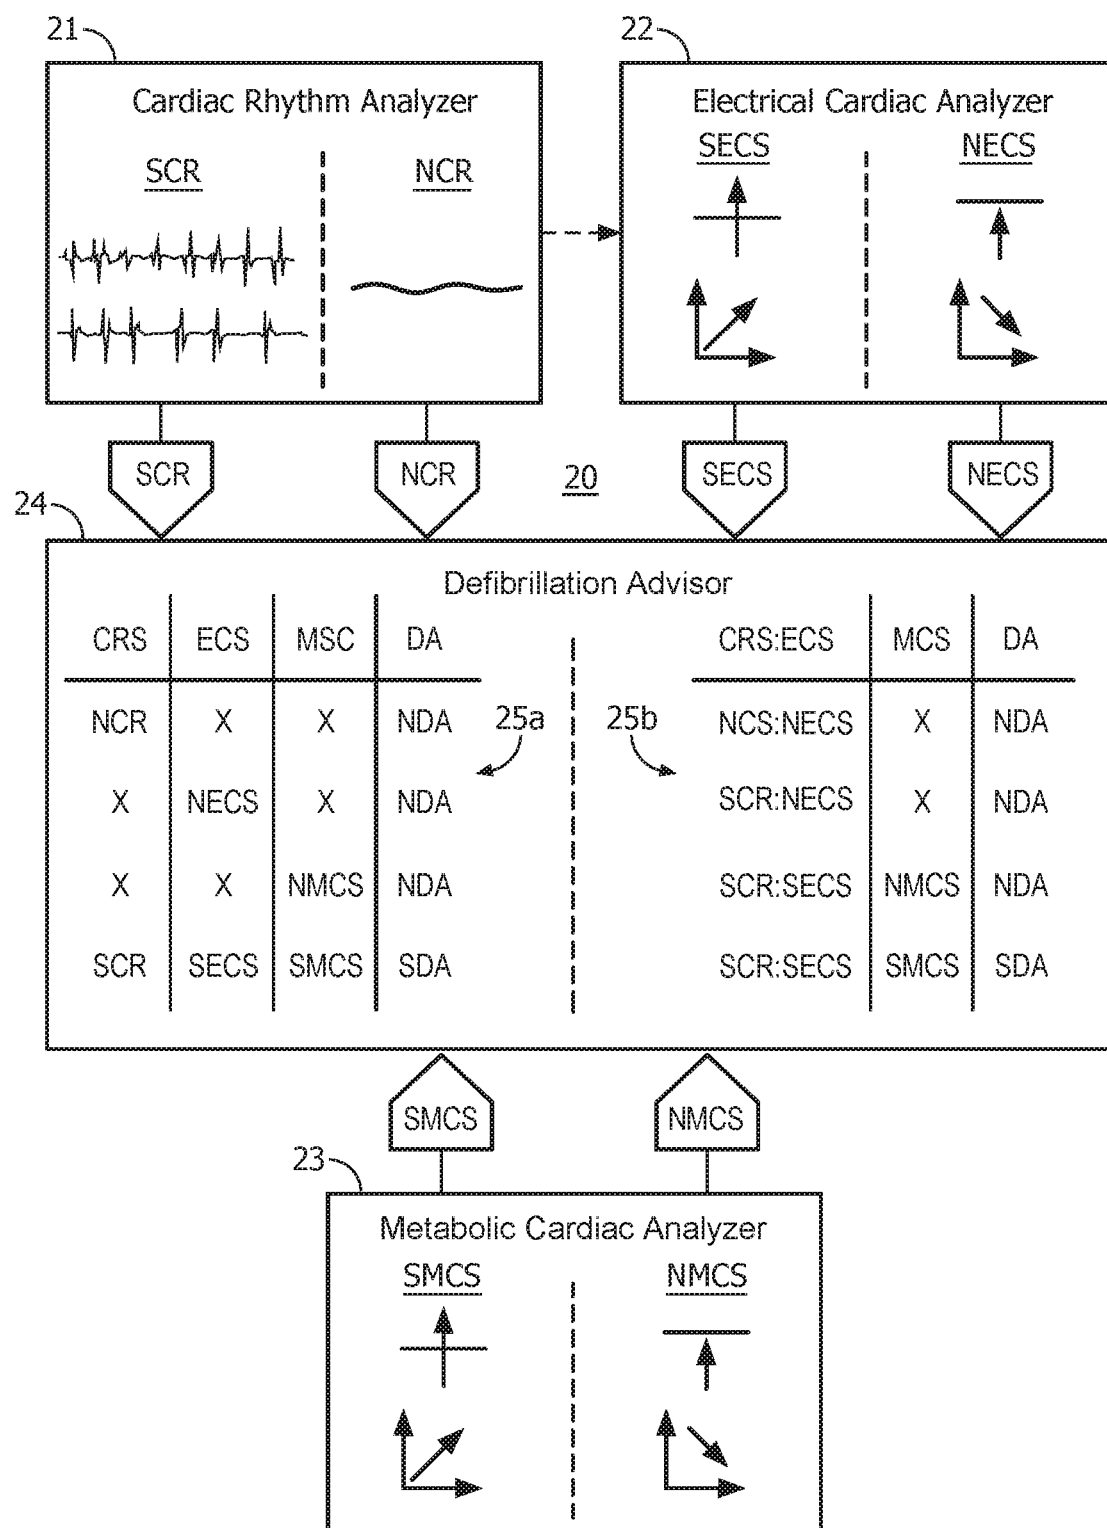 21
22
Cardiac Rhythm Analyzer
Electrical Cardiac Analyzer
SCR
NCR
SECS
NECS
SCR
NCR
20
SECS
NECS
24
Defibrillation Advisor
CRS ECS MSC DA
NCR X X NDA
X NECS X NDA
X X NMCS NDA
SCR SECS SMCS SDA
25a
25b
CRS:ECS MCS DA
NCS:NECS X NDA
SCR:NECS X NDA
SCR:SECS NMCS NDA
SCR:SECS SMCS SDA
SMCS
NMCS
23
Metabolic Cardiac Analyzer
SMCS
NMCS